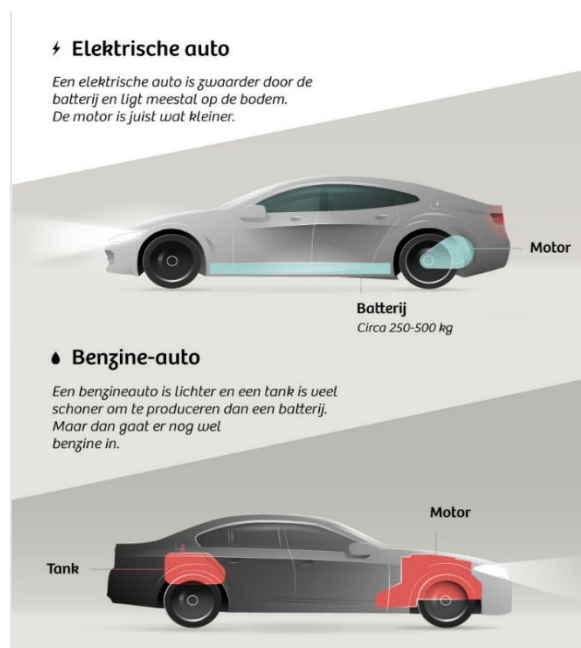 Elektrische auto
Een elektrische auto is zwaarder door de
batterij en ligt meestal op de bodem.
De motor is juist wat kleiner.
Motor
Batterij
Circa 250-500 kg
Benzine-auto
Een benzineauto is lichter en een tank is veel
schoner om te produceren dan een batterij.
Maar dan gaat er nog wel
benzine in.
Motor
Tank